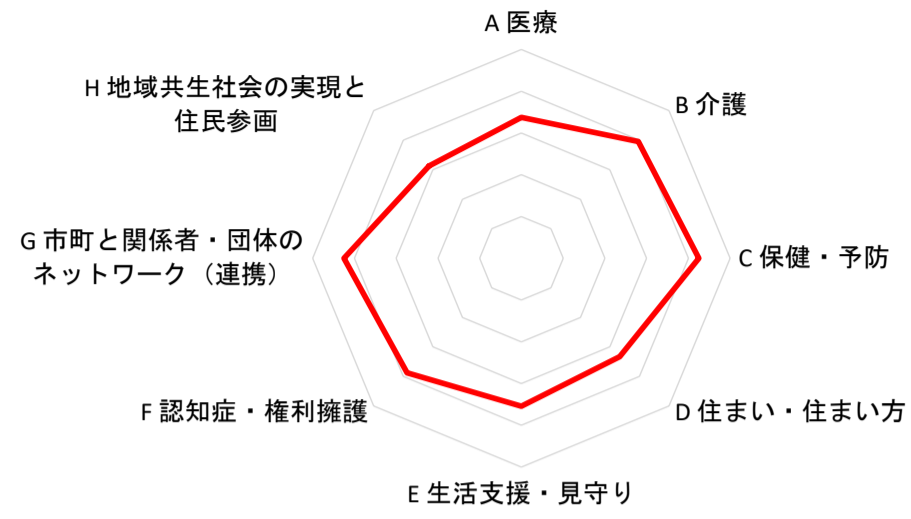 A 医療
B 介護
C 保健・予防
D 住まい・住まい方
E 生活支援・見守り
F 認知症・権利擁護
G 市町と関係者・団体の
ネットワーク（連携）
H 地域共生社会の実現と
住民参画